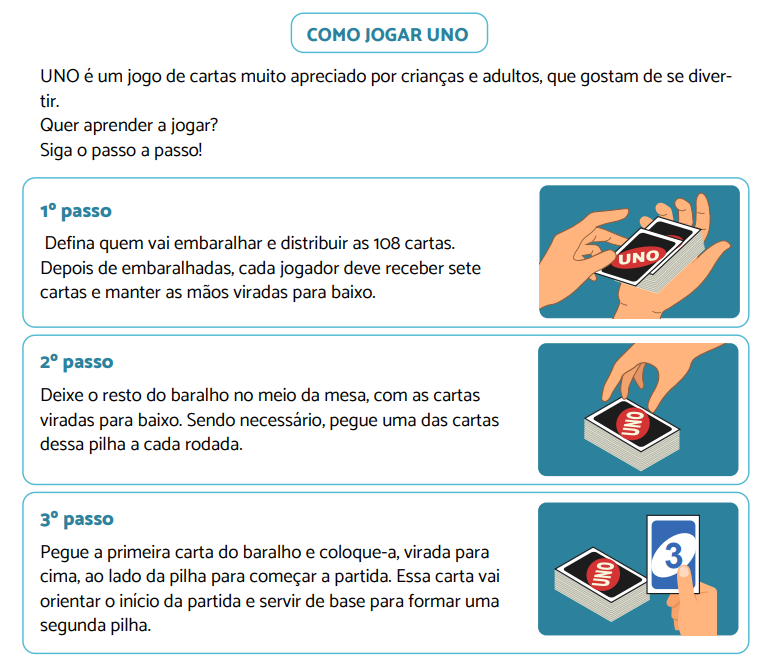 COMO JOGAR UNO
UNO é um jogo de cartas muito apreciado por crianças e adultos, que gostam de se diver-
tir.
Quer aprender a jogar?
Siga o passo a passo!
1º passo
Defina quem vai embaralhar e distribuir as 108 cartas.
Depois de embaralhadas, cada jogador deve receber sete
cartas e manter as mãos viradas para baixo.
UNO
2º passo
Deixe o resto do baralho no meio da mesa, com as cartas
viradas para baixo. Sendo necessário, pegue uma das cartas
dessa pilha a cada rodada.
UNO
3º passo
Pegue a primeira carta do baralho e coloque-a, virada para
cima, ao lado da pilha para começar a partida. Essa carta vai
orientar o início da partida e servir de base para formar uma
segunda pilha.
UNO
3